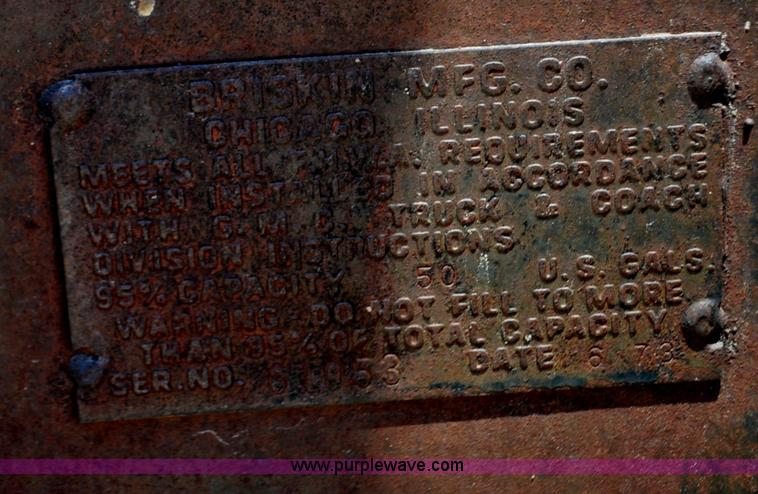 BRISKIN MFG. CO.
CHICAGO, ILLINOIS
MEETS ALL REQUIREMENTS
WHEN INSTALLED IN ACCORDANCE
WITH G.M.C. TRUCK & COACH
DIVISION INSTRUCTIONS
95% CAPACITY 50 U.S. GALS.
WARNING-DO NOT FILL TO MORE
THAN 95% OF TOTAL CAPACITY
SER.NO. DATE 6 73
www.purplewave.com